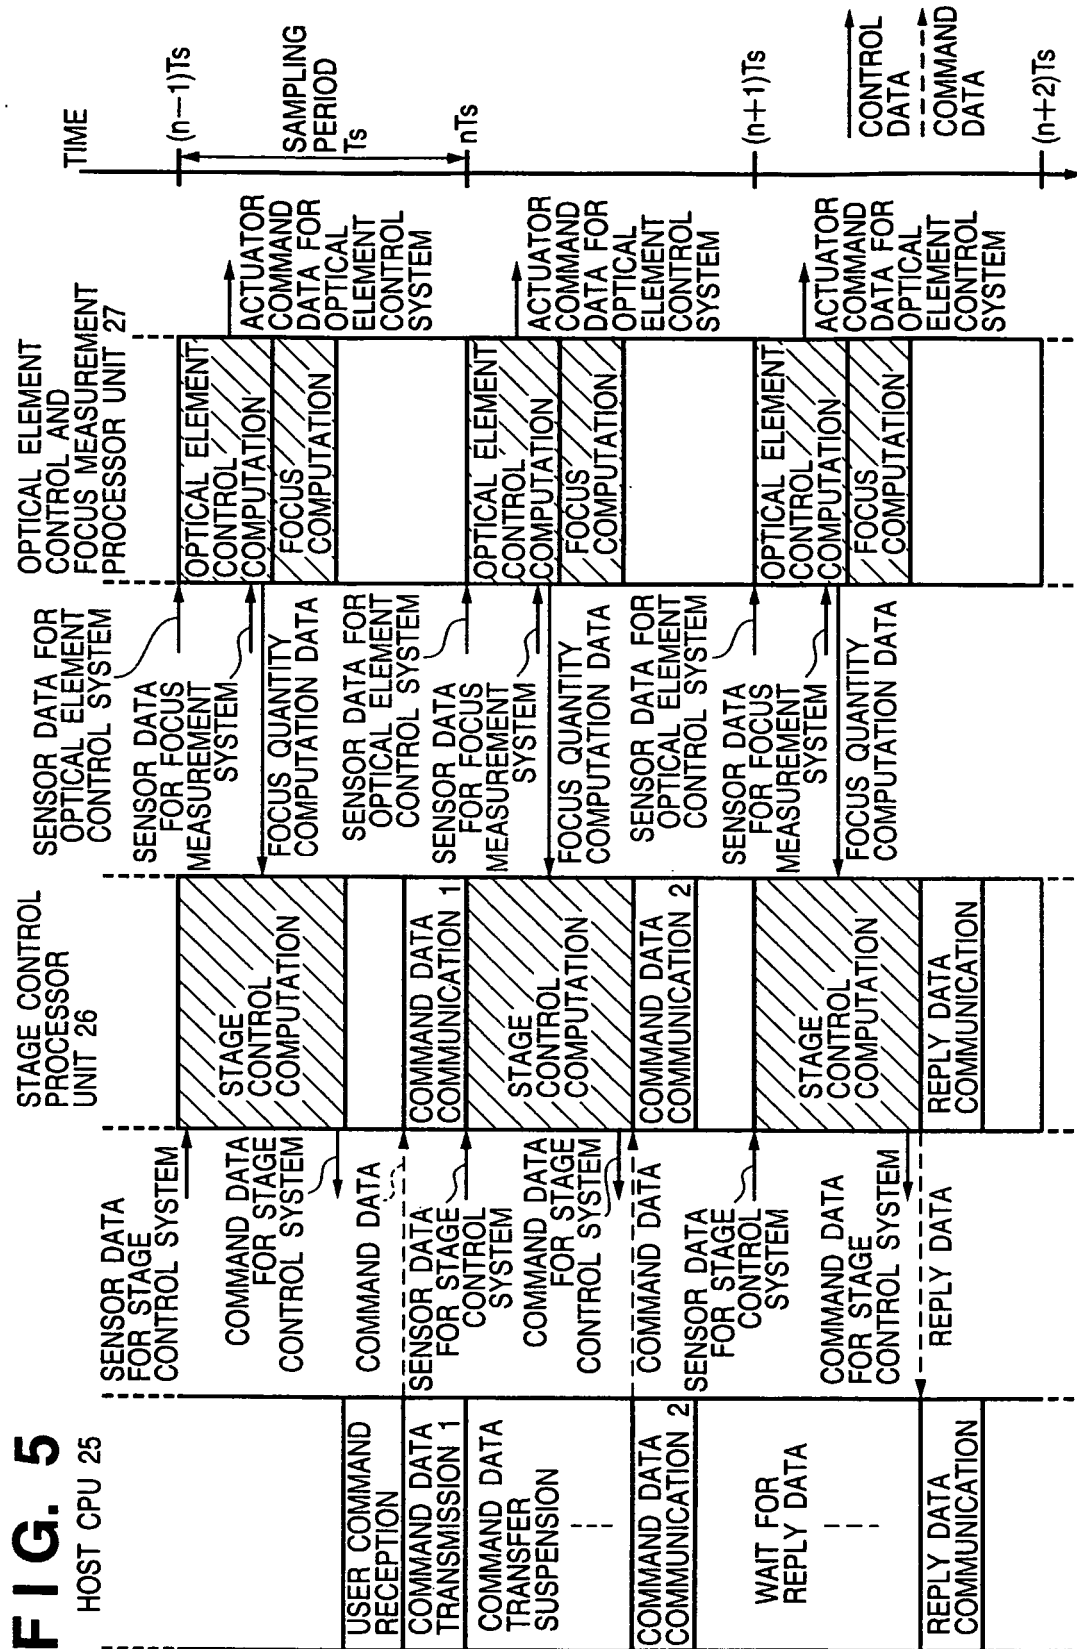 FIG. 5
HOST CPU 25
STAGE CONTROL
PROCESSOR
UNIT 26
OPTICAL ELEMENT
CONTROL AND
FOCUS MEASUREMENT
PROCESSOR UNIT 27
TIME
(n−1)Ts
SAMPLING
PERIOD
Ts
nTs
(n+1)Ts
(n+2)Ts
CONTROL
DATA
COMMAND
DATA
USER COMMAND
RECEPTION
COMMAND DATA
TRANSMISSION 1
COMMAND DATA
TRANSFER
SUSPENSION
COMMAND DATA
COMMUNICATION 2
WAIT FOR
REPLY DATA
REPLY DATA
COMMUNICATION
SENSOR DATA
FOR STAGE
CONTROL SYSTEM
COMMAND DATA
FOR STAGE
CONTROL SYSTEM
COMMAND DATA
SENSOR DATA
FOR STAGE
CONTROL
SYSTEM
COMMAND DATA
FOR STAGE
CONTROL SYSTEM
COMMAND DATA
SENSOR DATA
FOR STAGE
CONTROL
SYSTEM
COMMAND DATA
FOR STAGE
CONTROL SYSTEM
REPLY DATA
STAGE
CONTROL
COMPUTATION
COMMAND DATA
COMMUNICATION 1
STAGE
CONTROL
COMPUTATION
COMMAND DATA
COMMUNICATION 2
STAGE
CONTROL
COMPUTATION
REPLY DATA
COMMUNICATION
SENSOR DATA FOR
OPTICAL ELEMENT
CONTROL SYSTEM
SENSOR DATA
FOR FOCUS
MEASUREMENT
SYSTEM
FOCUS QUANTITY
COMPUTATION DATA
SENSOR DATA FOR
OPTICAL ELEMENT
CONTROL SYSTEM
SENSOR DATA
FOR FOCUS
MEASUREMENT
SYSTEM
FOCUS QUANTITY
COMPUTATION DATA
SENSOR DATA FOR
OPTICAL ELEMENT
CONTROL SYSTEM
SENSOR DATA
FOR FOCUS
MEASUREMENT
SYSTEM
FOCUS QUANTITY
COMPUTATION DATA
OPTICAL ELEMENT
CONTROL
COMPUTATION
FOCUS
COMPUTATION
OPTICAL ELEMENT
CONTROL
COMPUTATION
FOCUS
COMPUTATION
OPTICAL ELEMENT
CONTROL
COMPUTATION
FOCUS
COMPUTATION
ACTUATOR
COMMAND
DATA FOR
OPTICAL
ELEMENT
CONTROL
SYSTEM
ACTUATOR
COMMAND
DATA FOR
OPTICAL
ELEMENT
CONTROL
SYSTEM
ACTUATOR
COMMAND
DATA FOR
OPTICAL
ELEMENT
CONTROL
SYSTEM